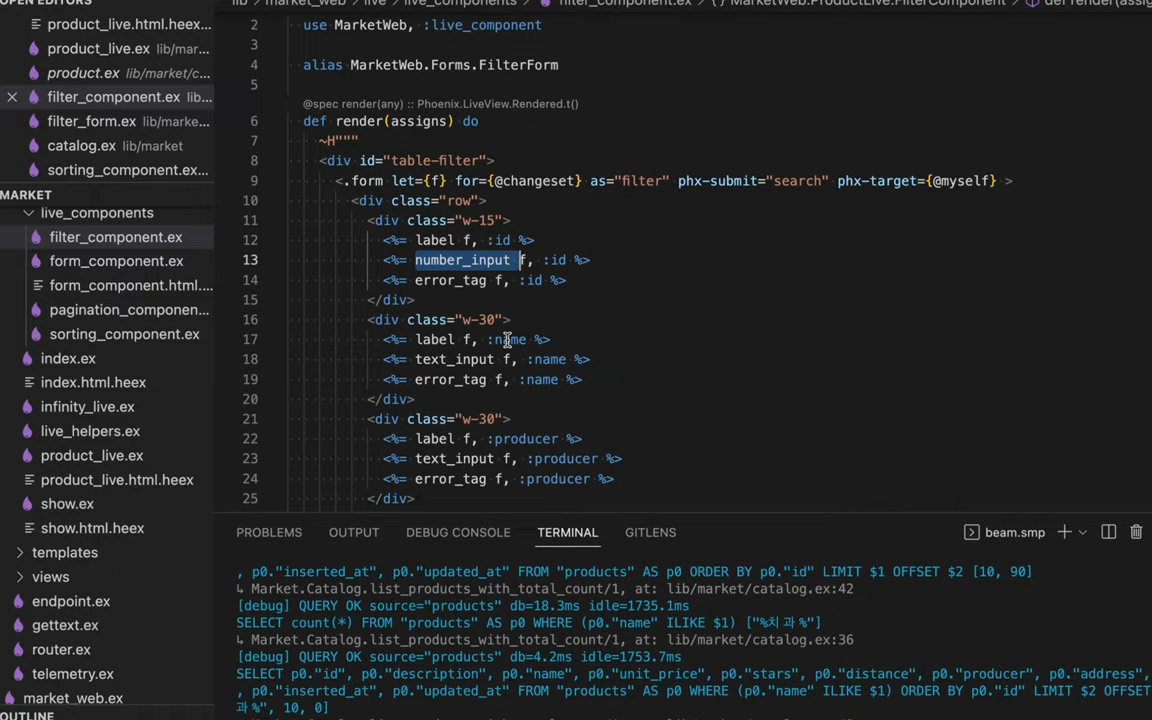 OPEN EDITORS
product_live.html.heex...
product_live.ex lib/mar...
product.ex lib/market/c...
filter_component.ex lib...
filter_form.ex lib/marke...
catalog.ex lib/market
sorting_component.ex...
MARKET
live_components
filter_component.ex
form_component.ex
form_component.html....
pagination_componen...
sorting_component.ex
index.ex
index.html.heex
infinity_live.ex
live_helpers.ex
product_live.ex
product_live.html.heex
show.ex
show.html.heex
templates
views
endpoint.ex
gettext.ex
router.ex
telemetry.ex
market_web.ex
OUTLINE
lib > market_web > live > live_components > filter_component.ex > {} MarketWeb.ProductLive.FilterComponent > def render(assigns)
2 use MarketWeb, :live_component
3
4 alias MarketWeb.Forms.FilterForm
5
@spec render(any) :: Phoenix.LiveView.Rendered.t()
6 def render(assigns) do
7 ~H"""
8 <div id="table-filter">
9 <.form let={f} for={@changeset} as="filter" phx-submit="search" phx-target={@myself} >
10 <div class="row">
11 <div class="w-15">
12 <%= label f, :id %>
13 <%= number_input f, :id %>
14 <%= error_tag f, :id %>
15 </div>
16 <div class="w-30">
17 <%= label f, :name %>
18 <%= text_input f, :name %>
19 <%= error_tag f, :name %>
20 </div>
21 <div class="w-30">
22 <%= label f, :producer %>
23 <%= text_input f, :producer %>
24 <%= error_tag f, :producer %>
25 </div>
PROBLEMS OUTPUT DEBUG CONSOLE TERMINAL GITLENS beam.smp
, p0."inserted_at", p0."updated_at" FROM "products" AS p0 ORDER BY p0."id" LIMIT $1 OFFSET $2 [10, 90]
↳ Market.Catalog.list_products_with_total_count/1, at: lib/market/catalog.ex:42
[debug] QUERY OK source="products" db=18.3ms idle=1735.1ms
SELECT count(*) FROM "products" AS p0 WHERE (p0."name" ILIKE $1) ["%치과%"]
↳ Market.Catalog.list_products_with_total_count/1, at: lib/market/catalog.ex:36
[debug] QUERY OK source="products" db=4.2ms idle=1753.7ms
SELECT p0."id", p0."description", p0."name", p0."unit_price", p0."stars", p0."distance", p0."producer", p0."address",
, p0."inserted_at", p0."updated_at" FROM "products" AS p0 WHERE (p0."name" ILIKE $1) ORDER BY p0."id" LIMIT $2 OFFSET
과%", 10, 0]